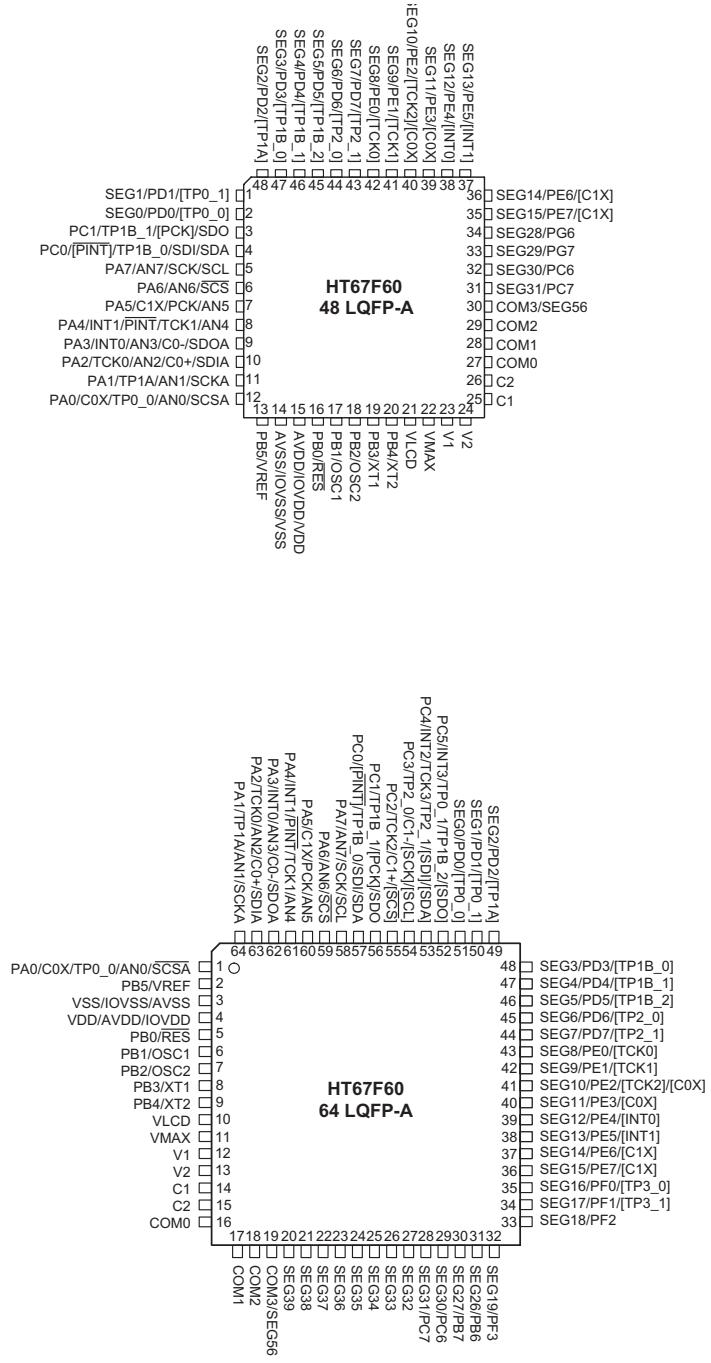 SEG2/PD2/[TP1A]
SEG3/PD3/[TP1B_0]
SEG4/PD4/[TP1B_1]
SEG5/PD5/[TP1B_2]
SEG6/PD6/[TP2_0]
SEG7/PD7/[TP2_1]
SEG8/PE0/[TCK0]
SEG9/PE1/[TCK1]
SEG10/PE2/[TCK2]/[C0X]
SEG11/PE3/[C0X]
SEG12/PE4/[INT0]
SEG13/PE5/[INT1]
48 47 46 45 44 43 42 41 40 39 38 37
SEG1/PD1/[TP0_1] 1
SEG0/PD0/[TP0_0] 2
PC1/TP1B_1/[PCK]/SDO 3
PC0/[PINT]/TP1B_0/SDI/SDA 4
PA7/AN7/SCK/SCL 5
PA6/AN6/SCS 6
PA5/C1X/PCK/AN5 7
PA4/INT1/PINT/TCK1/AN4 8
PA3/INT0/AN3/C0-/SDOA 9
PA2/TCK0/AN2/C0+/SDIA 10
PA1/TP1A/AN1/SCKA 11
PA0/C0X/TP0_0/AN0/SCSA 12
HT67F60
48 LQFP-A
36 SEG14/PE6/[C1X]
35 SEG15/PE7/[C1X]
34 SEG28/PG6
33 SEG29/PG7
32 SEG30/PC6
31 SEG31/PC7
30 COM3/SEG56
29 COM2
28 COM1
27 COM0
26 C2
25 C1
13 14 15 16 17 18 19 20 21 22 23 24
PB5/VREF
AVSS/IOVSS/VSS
AVDD/IOVDD/VDD
PB0/RES
PB1/OSC1
PB2/OSC2
PB3/XT1
PB4/XT2
VLCD
VMAX
V1
V2
PA1/TP1A/AN1/SCKA
PA2/TCK0/AN2/C0+/SDIA
PA3/INT0/AN3/C0-/SDOA
PA4/INT1/PINT/TCK1/AN4
PA5/C1X/PCK/AN5
PA6/AN6/SCS
PA7/AN7/SCK/SCL
PC0/[PINT]/TP1B_0/SDI/SDA
PC1/TP1B_1/[PCK]/SDO
PC2/TCK2/C1+/[SCS]
PC3/TP2_0/C1-/[SCK]/[SCL]
PC4/INT2/TCK3/TP2_1/[SDI]/[SDA]
PC5/INT3/TP0_1/TP1B_2/[SDO]
SEG0/PD0/[TP0_0]
SEG1/PD1/[TP0_1]
SEG2/PD2/[TP1A]
64 63 62 61 60 59 58 57 56 55 54 53 52 51 50 49
PA0/C0X/TP0_0/AN0/SCSA 1
PB5/VREF 2
VSS/IOVSS/AVSS 3
VDD/AVDD/IOVDD 4
PB0/RES 5
PB1/OSC1 6
PB2/OSC2 7
PB3/XT1 8
PB4/XT2 9
VLCD 10
VMAX 11
V1 12
V2 13
C1 14
C2 15
COM0 16
HT67F60
64 LQFP-A
48 SEG3/PD3/[TP1B_0]
47 SEG4/PD4/[TP1B_1]
46 SEG5/PD5/[TP1B_2]
45 SEG6/PD6/[TP2_0]
44 SEG7/PD7/[TP2_1]
43 SEG8/PE0/[TCK0]
42 SEG9/PE1/[TCK1]
41 SEG10/PE2/[TCK2]/[C0X]
40 SEG11/PE3/[C0X]
39 SEG12/PE4/[INT0]
38 SEG13/PE5/[INT1]
37 SEG14/PE6/[C1X]
36 SEG15/PE7/[C1X]
35 SEG16/PF0/[TP3_0]
34 SEG17/PF1/[TP3_1]
33 SEG18/PF2
17 18 19 20 21 22 23 24 25 26 27 28 29 30 31 32
COM1
COM2
COM3/SEG56
SEG39
SEG38
SEG37
SEG36
SEG35
SEG34
SEG33
SEG32
SEG31/PC7
SEG30/PC6
SEG27/PB7
SEG26/PB6
SEG19/PF3